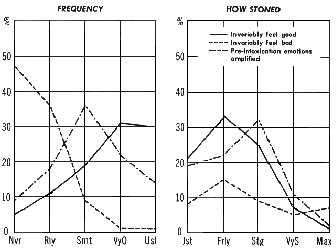 FREQUENCY
HOW STONED
%
%
Invariably feel good
Invariably feel bad
Pre-intoxication emotions
amplified
50
50
40
40
30
30
20
20
10
10
0
0
Nvr Rly Smt VyO Usl
Jst Frly Stg VyS Max